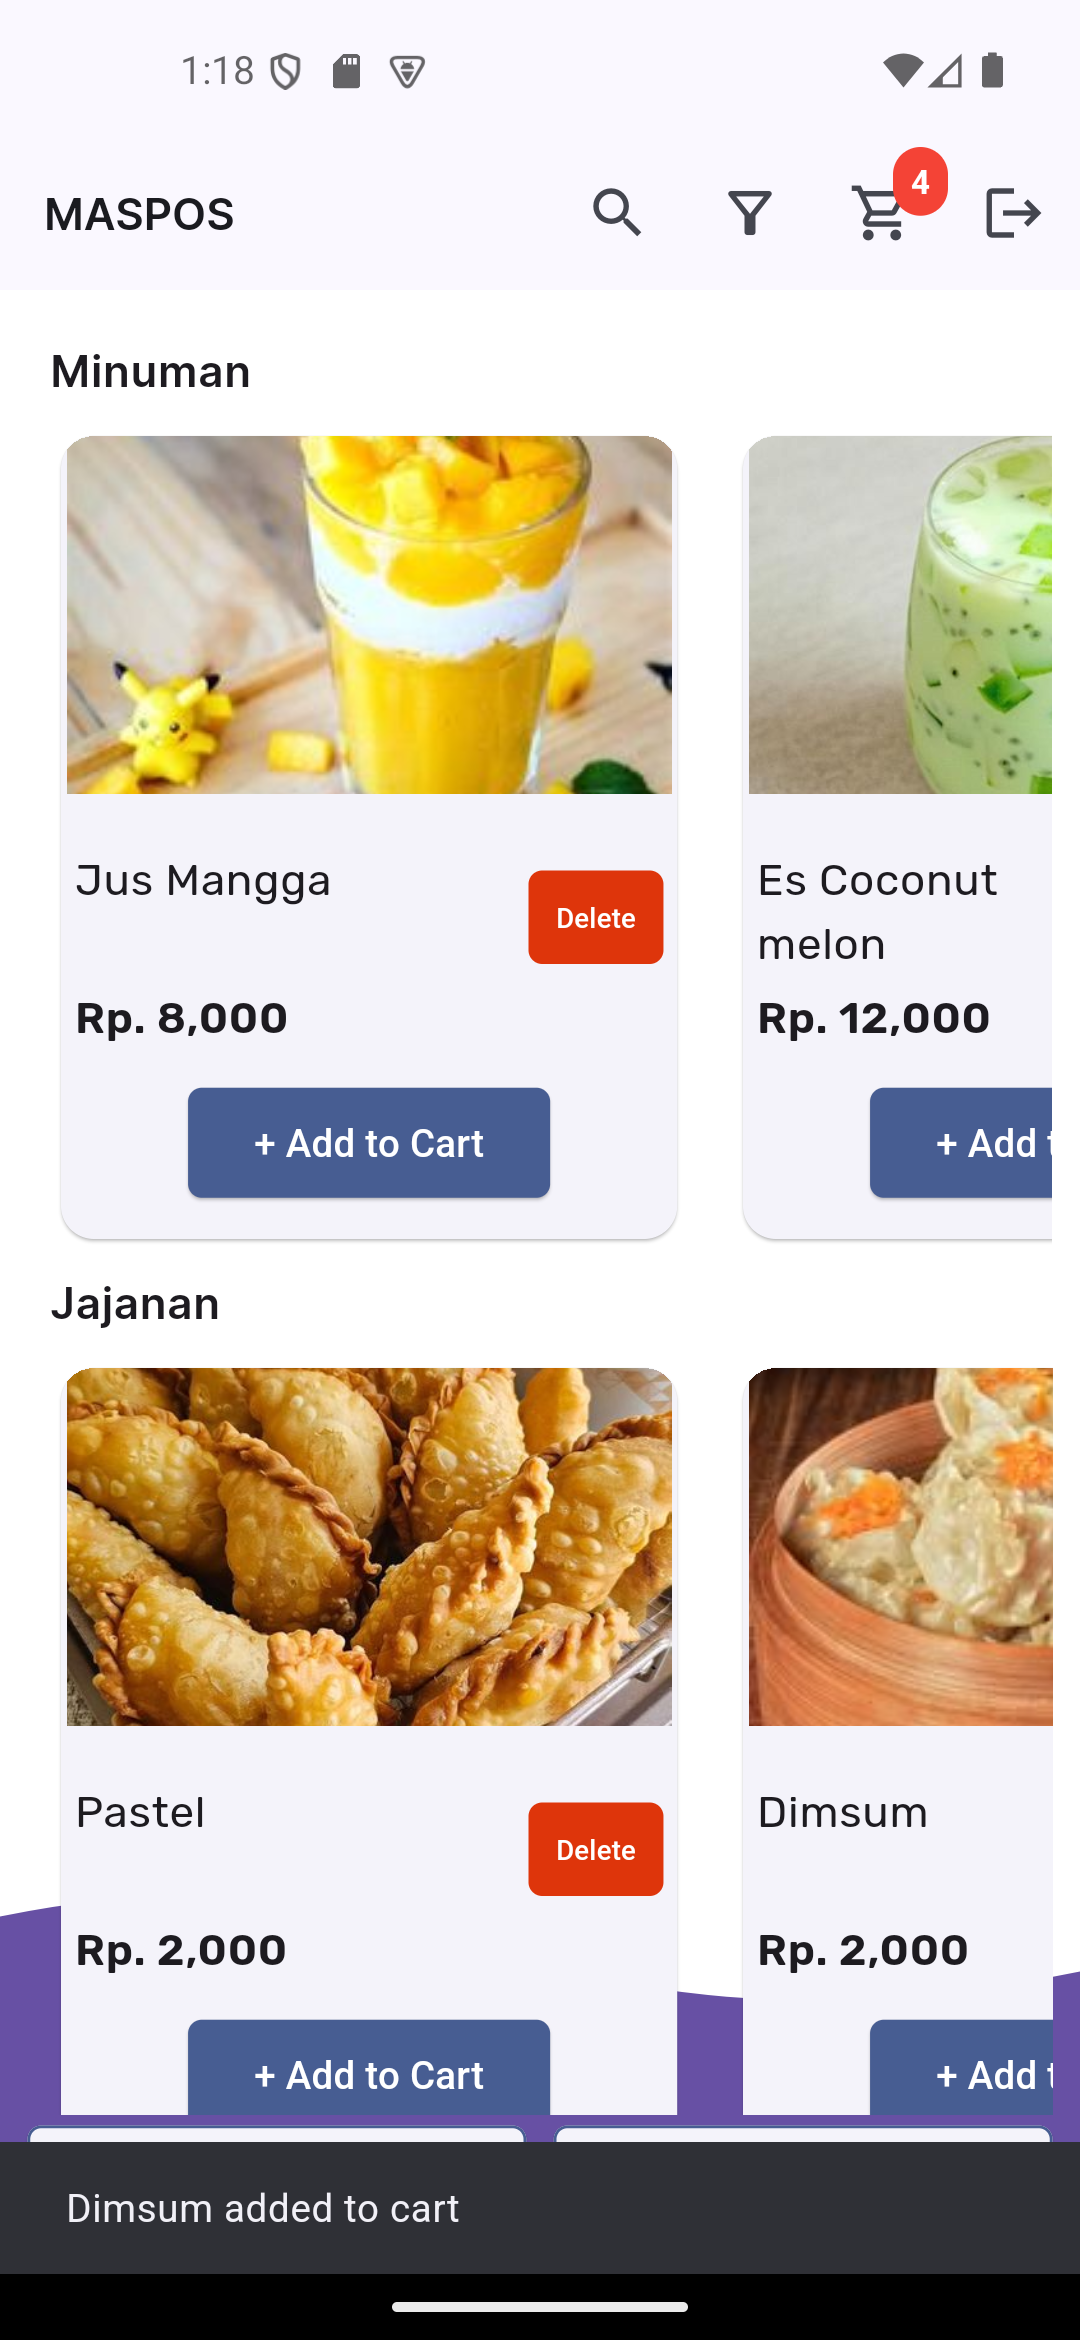 1:18
MASPOS
4
Minuman
Jus Mangga
Delete
Rp. 8,000
+ Add to Cart
Es Coconut
melon
Rp. 12,000
+ Add t
Jajanan
Pastel
Delete
Rp. 2,000
+ Add to Cart
Dimsum
Rp. 2,000
+ Add t
Dimsum added to cart